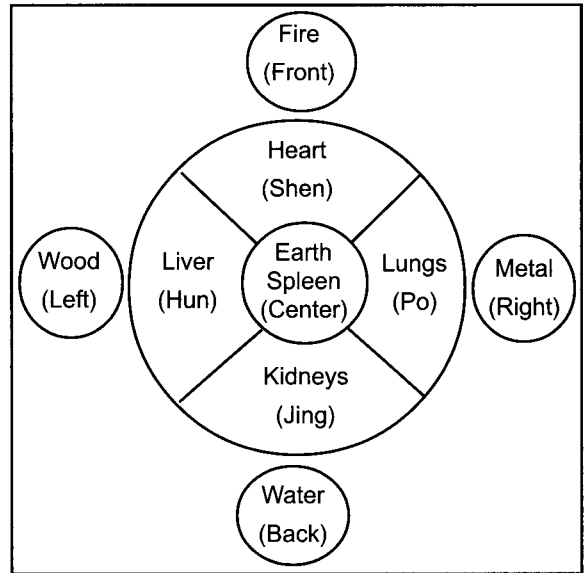 Fire
(Front)
Heart
(Shen)
Wood
(Left)
Liver
(Hun)
Earth
Spleen
(Center)
Lungs
(Po)
Metal
(Right)
Kidneys
(Jing)
Water
(Back)